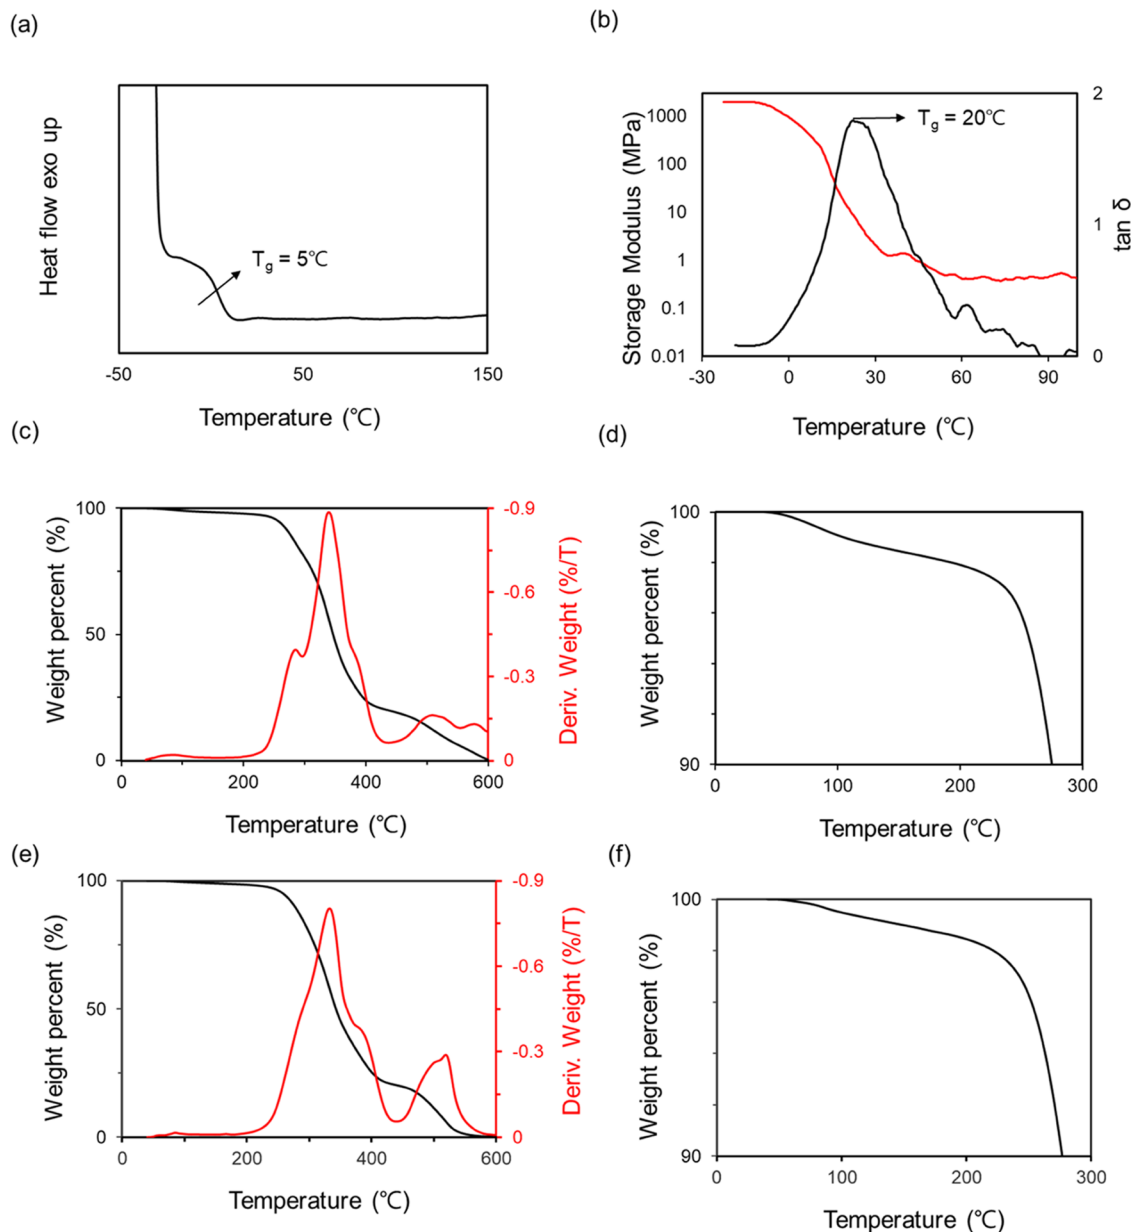 (a)
Heat flow exo up
T_g = 5℃
-50
50
150
Temperature (℃)
(b)
Storage Modulus (MPa)
1000
100
10
1
0.1
0.01
T_g = 20℃
2
1
0
tan δ
-30
0
30
60
90
Temperature (℃)
(c)
Weight percent (%)
100
50
0
-0.9
-0.6
-0.3
0
Deriv. Weight (%/T)
0
200
400
600
Temperature (℃)
(d)
Weight percent (%)
100
90
0
100
200
300
Temperature (℃)
(e)
Weight percent (%)
100
50
0
-0.9
-0.6
-0.3
0
Deriv. Weight (%/T)
0
200
400
600
Temperature (℃)
(f)
Weight percent (%)
100
90
0
100
200
300
Temperature (℃)